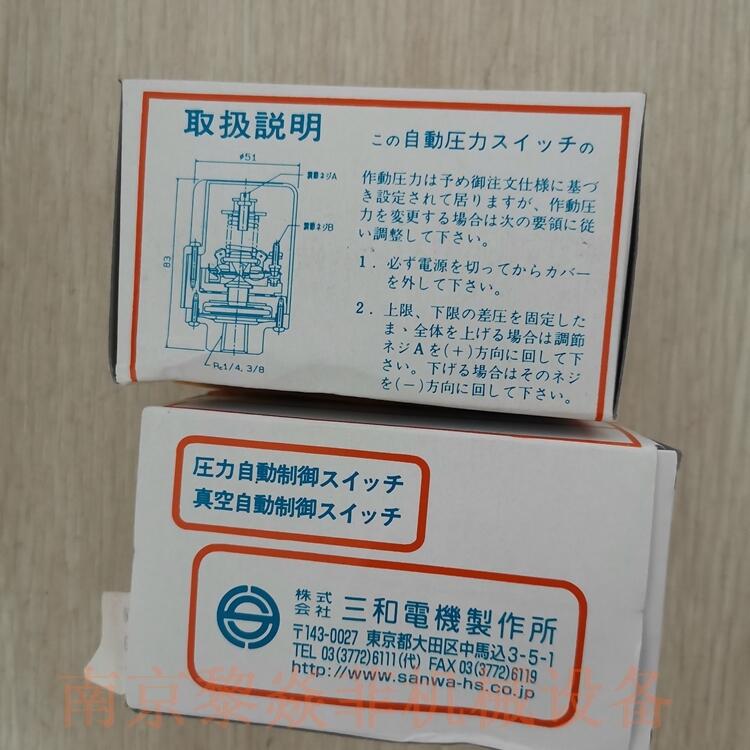 取扱説明
この自動圧力スイッチの
φ51
調節ネジA
調節ネジB
83
Rc1/4, 3/8
作動圧力は予め御注文仕様に基づ
き設定されて居りますが、作動圧
力を変更する場合は次の要領に従
い調整して下さい。
1．必ず電源を切ってからカバー
を外して下さい。
2．上限、下限の差圧を固定した
まゝ全体を上げる場合は調節
ネジAを(+)方向に回して下
さい。下げる場合はそのネジ
を(−)方向に回して下さい。
圧力自動制御スイッチ
真空自動制御スイッチ
株式会社 三和電機製作所
〒143-0027 東京都大田区中馬込3-5-1
TEL 03(3772)6111(代) FAX 03(3772)6119
http://www.sanwa-hs.co.jp
南京黎焱菲机械设备